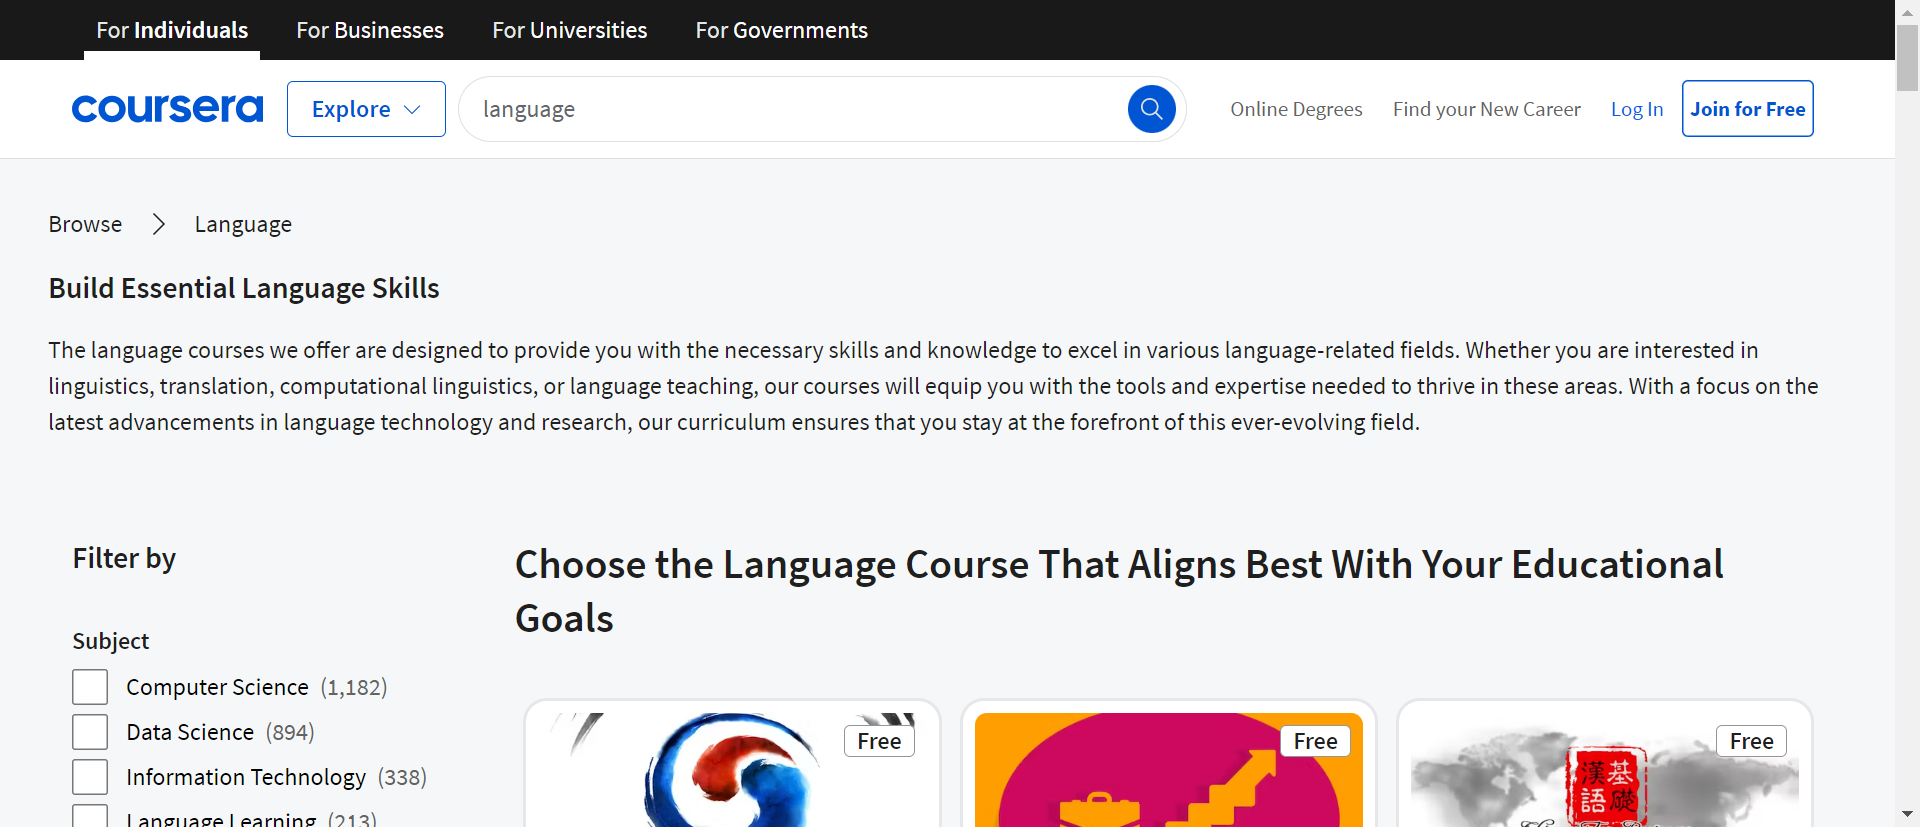 For Individuals
For Businesses
For Universities
For Governments
coursera
Explore
language
Online Degrees
Find your New Career
Log In
Join for Free
Browse
Language
Build Essential Language Skills
The language courses we offer are designed to provide you with the necessary skills and knowledge to excel in various language-related fields. Whether you are interested in
linguistics, translation, computational linguistics, or language teaching, our courses will equip you with the tools and expertise needed to thrive in these areas. With a focus on the
latest advancements in language technology and research, our curriculum ensures that you stay at the forefront of this ever-evolving field.
Filter by
Subject
Computer Science (1,182)
Data Science (894)
Information Technology (338)
Language Learning (213)
Choose the Language Course That Aligns Best With Your Educational
Goals
Free
Free
Free
基礎
漢語